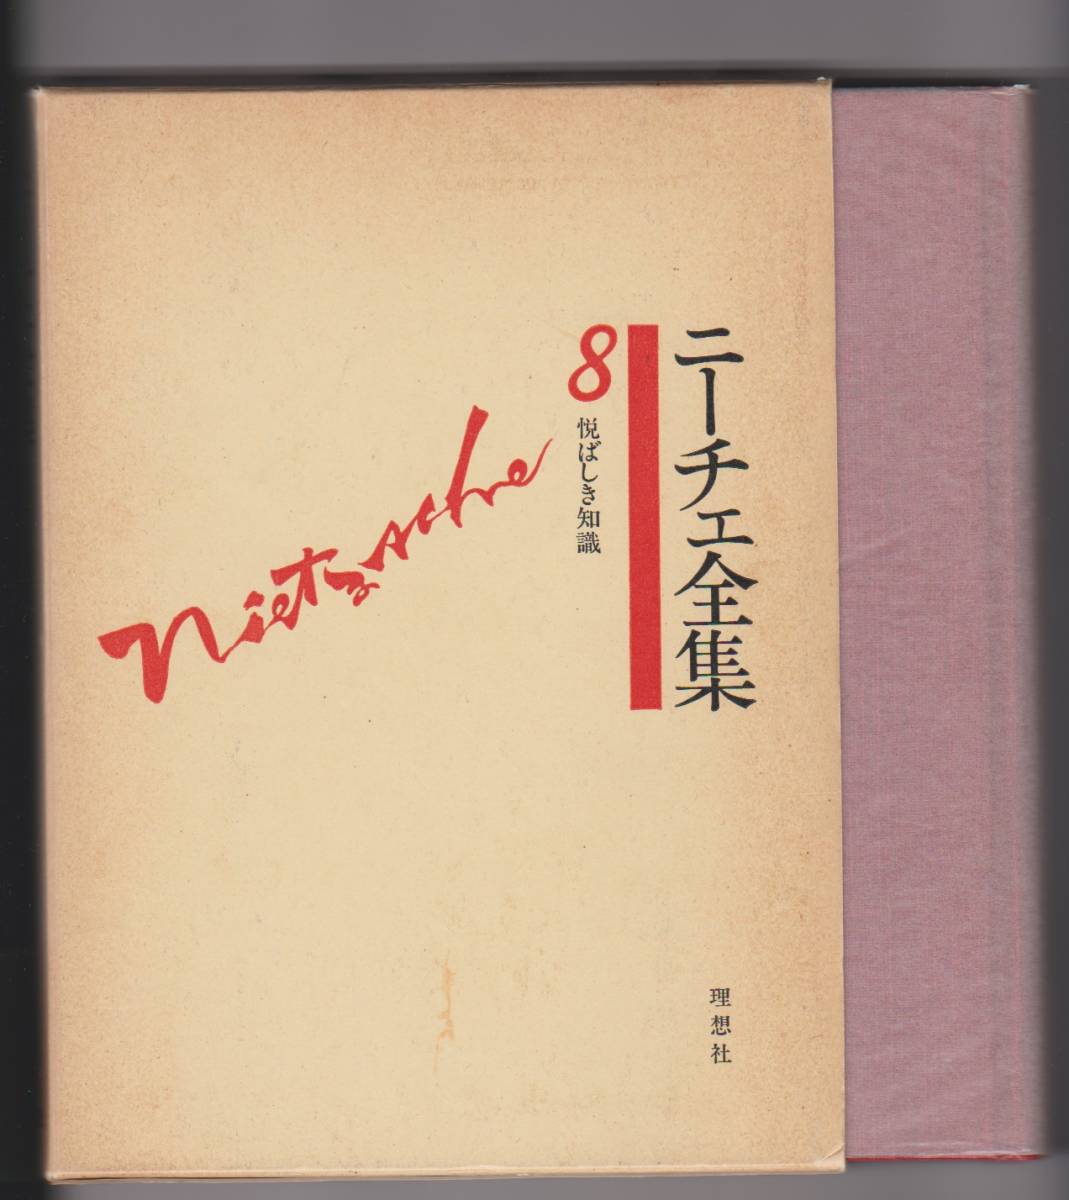 ニーチェ全集
8
悦ばしき知識
Nietzsche
理想社